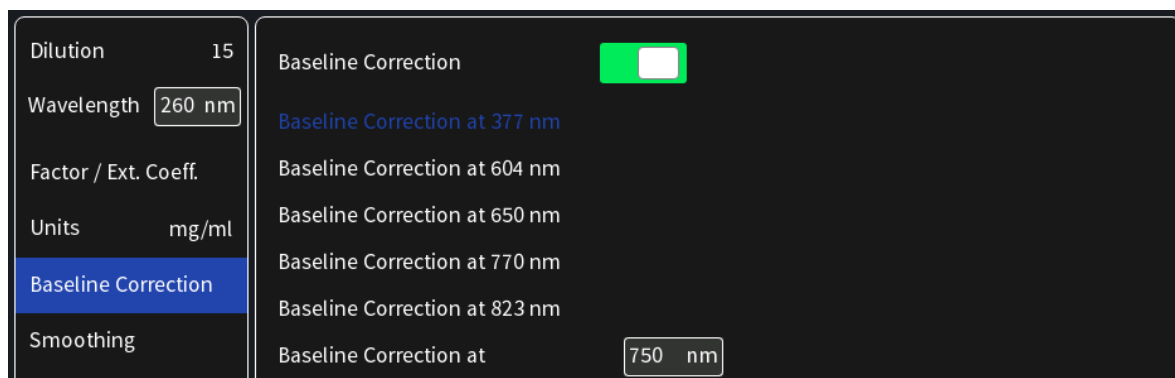 Dilution 15
Wavelength 260 nm
Factor / Ext. Coeff.
Units mg/ml
Baseline Correction
Smoothing
Baseline Correction
Baseline Correction at 377 nm
Baseline Correction at 604 nm
Baseline Correction at 650 nm
Baseline Correction at 770 nm
Baseline Correction at 823 nm
Baseline Correction at 750 nm